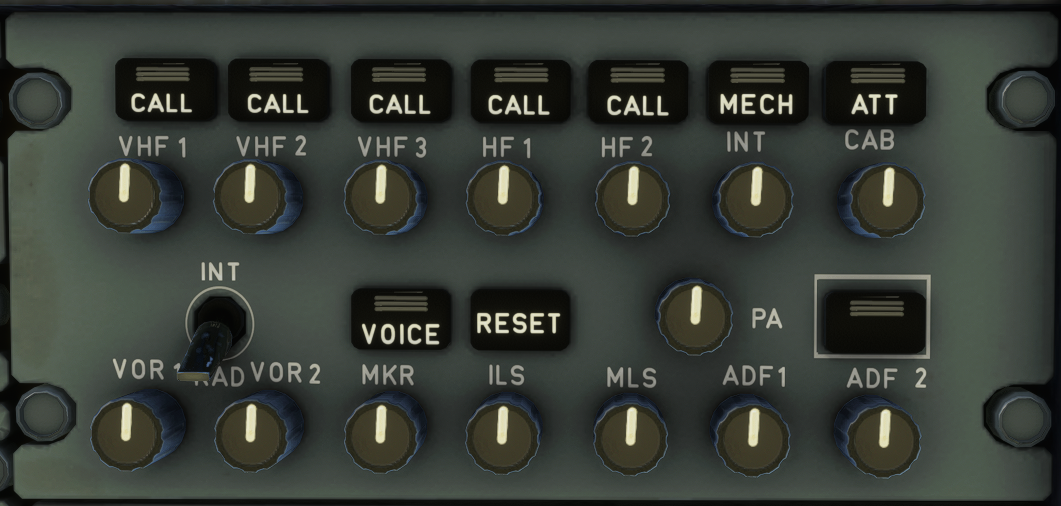 CALL CALL CALL CALL CALL MECH ATT
VHF 1 VHF 2 VHF 3 HF 1 HF 2 INT CAB
INT
VOICE RESET PA
VOR 1 RAD VOR 2 MKR ILS MLS ADF1 ADF 2